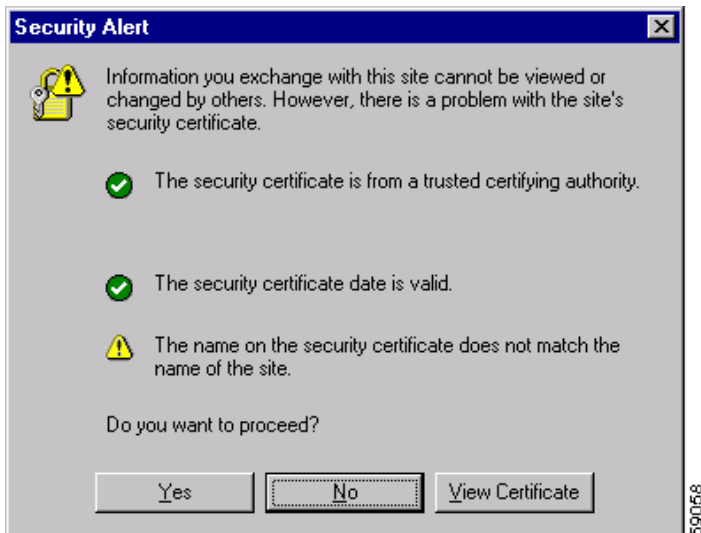 Security Alert
Information you exchange with this site cannot be viewed or
changed by others. However, there is a problem with the site's
security certificate.
The security certificate is from a trusted certifying authority.
The security certificate date is valid.
The name on the security certificate does not match the
name of the site.
Do you want to proceed?
Yes
No
View Certificate
59058